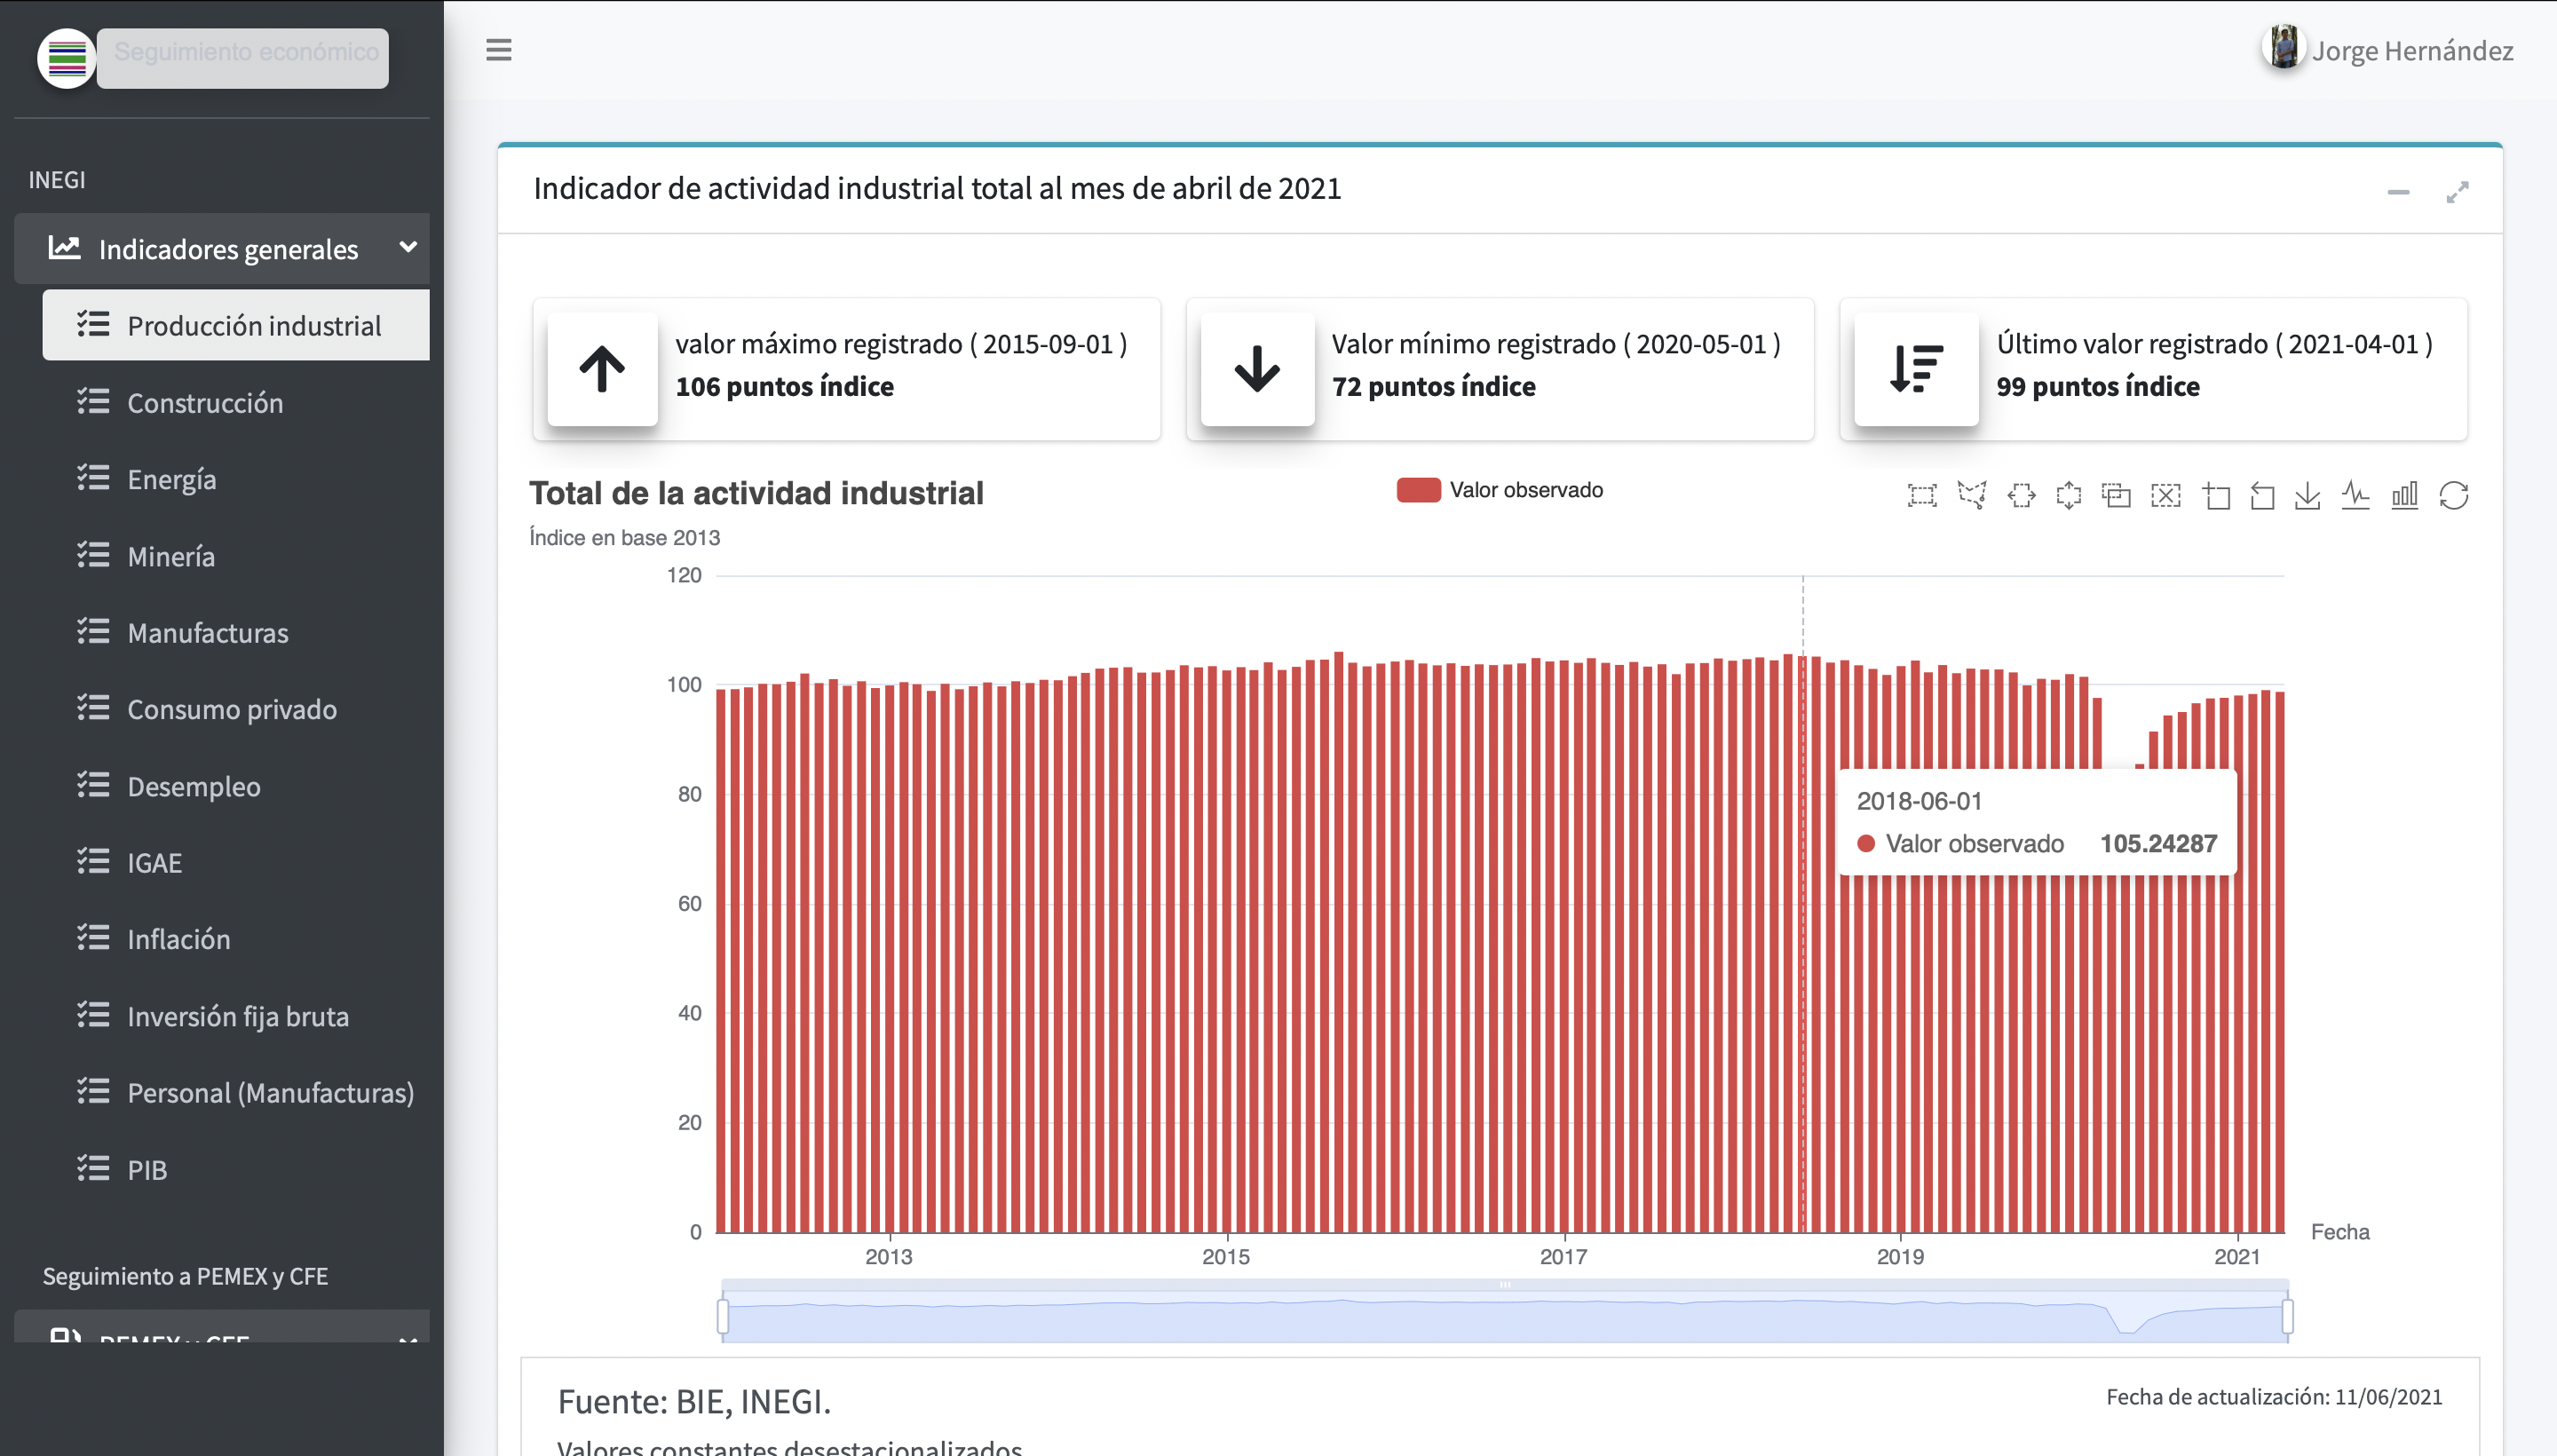 Seguimiento económico
Jorge Hernández
INEGI
Indicadores generales
Producción industrial
Construcción
Energía
Minería
Manufacturas
Consumo privado
Desempleo
IGAE
Inflación
Inversión fija bruta
Personal (Manufacturas)
PIB
Seguimiento a PEMEX y CFE
PEMEX y CFE
Indicador de actividad industrial total al mes de abril de 2021
valor máximo registrado ( 2015-09-01 )
106 puntos índice
Valor mínimo registrado ( 2020-05-01 )
72 puntos índice
Último valor registrado ( 2021-04-01 )
99 puntos índice
Total de la actividad industrial
Índice en base 2013
Valor observado
120
100
80
60
40
20
0
2018-06-01
Valor observado 105.24287
2013 2015 2017 2019 2021
Fecha
Fuente: BIE, INEGI.
Fecha de actualización: 11/06/2021
Valores constantes desestacionalizados